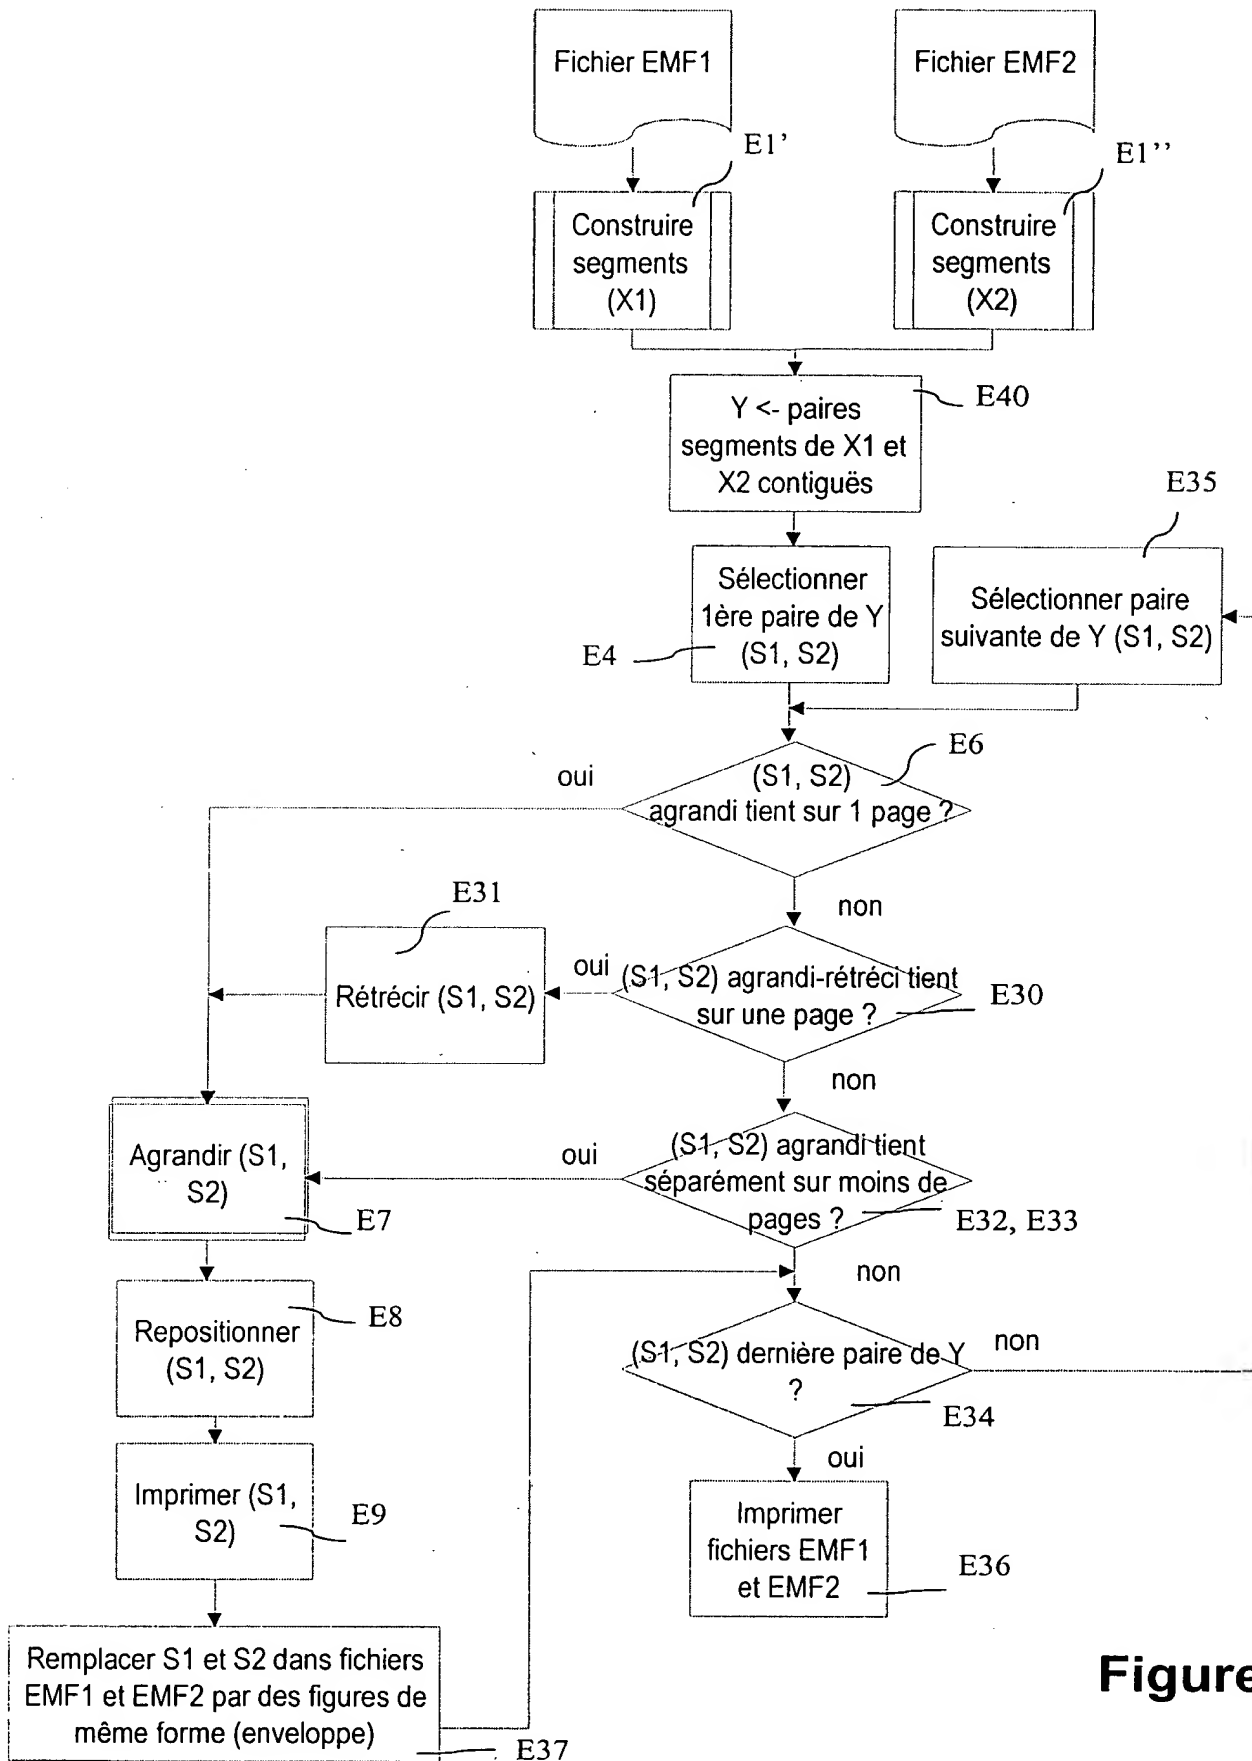 Fichier EMF1
Fichier EMF2
E1'
E1''
Construire
segments
(X1)
Construire
segments
(X2)
E40
Y <- paires
segments de X1 et
X2 contiguës
E35
Sélectionner
1ère paire de Y
(S1, S2)
E4
Sélectionner paire
suivante de Y (S1, S2)
E6
oui
(S1, S2)
agrandi tient sur 1 page ?
non
E31
Rétrécir (S1, S2)
oui
(S1, S2) agrandi-rétréci tient
sur une page ?
E30
non
Agrandir (S1,
S2)
E7
oui
(S1, S2) agrandi tient
séparément sur moins de
pages ?
E32, E33
non
Repositionner
(S1, S2)
E8
(S1, S2) dernière paire de Y
?
non
E34
oui
Imprimer (S1,
S2)
E9
Imprimer
fichiers EMF1
et EMF2
E36
Remplacer S1 et S2 dans fichiers
EMF1 et EMF2 par des figures de
même forme (enveloppe)
E37
Figure